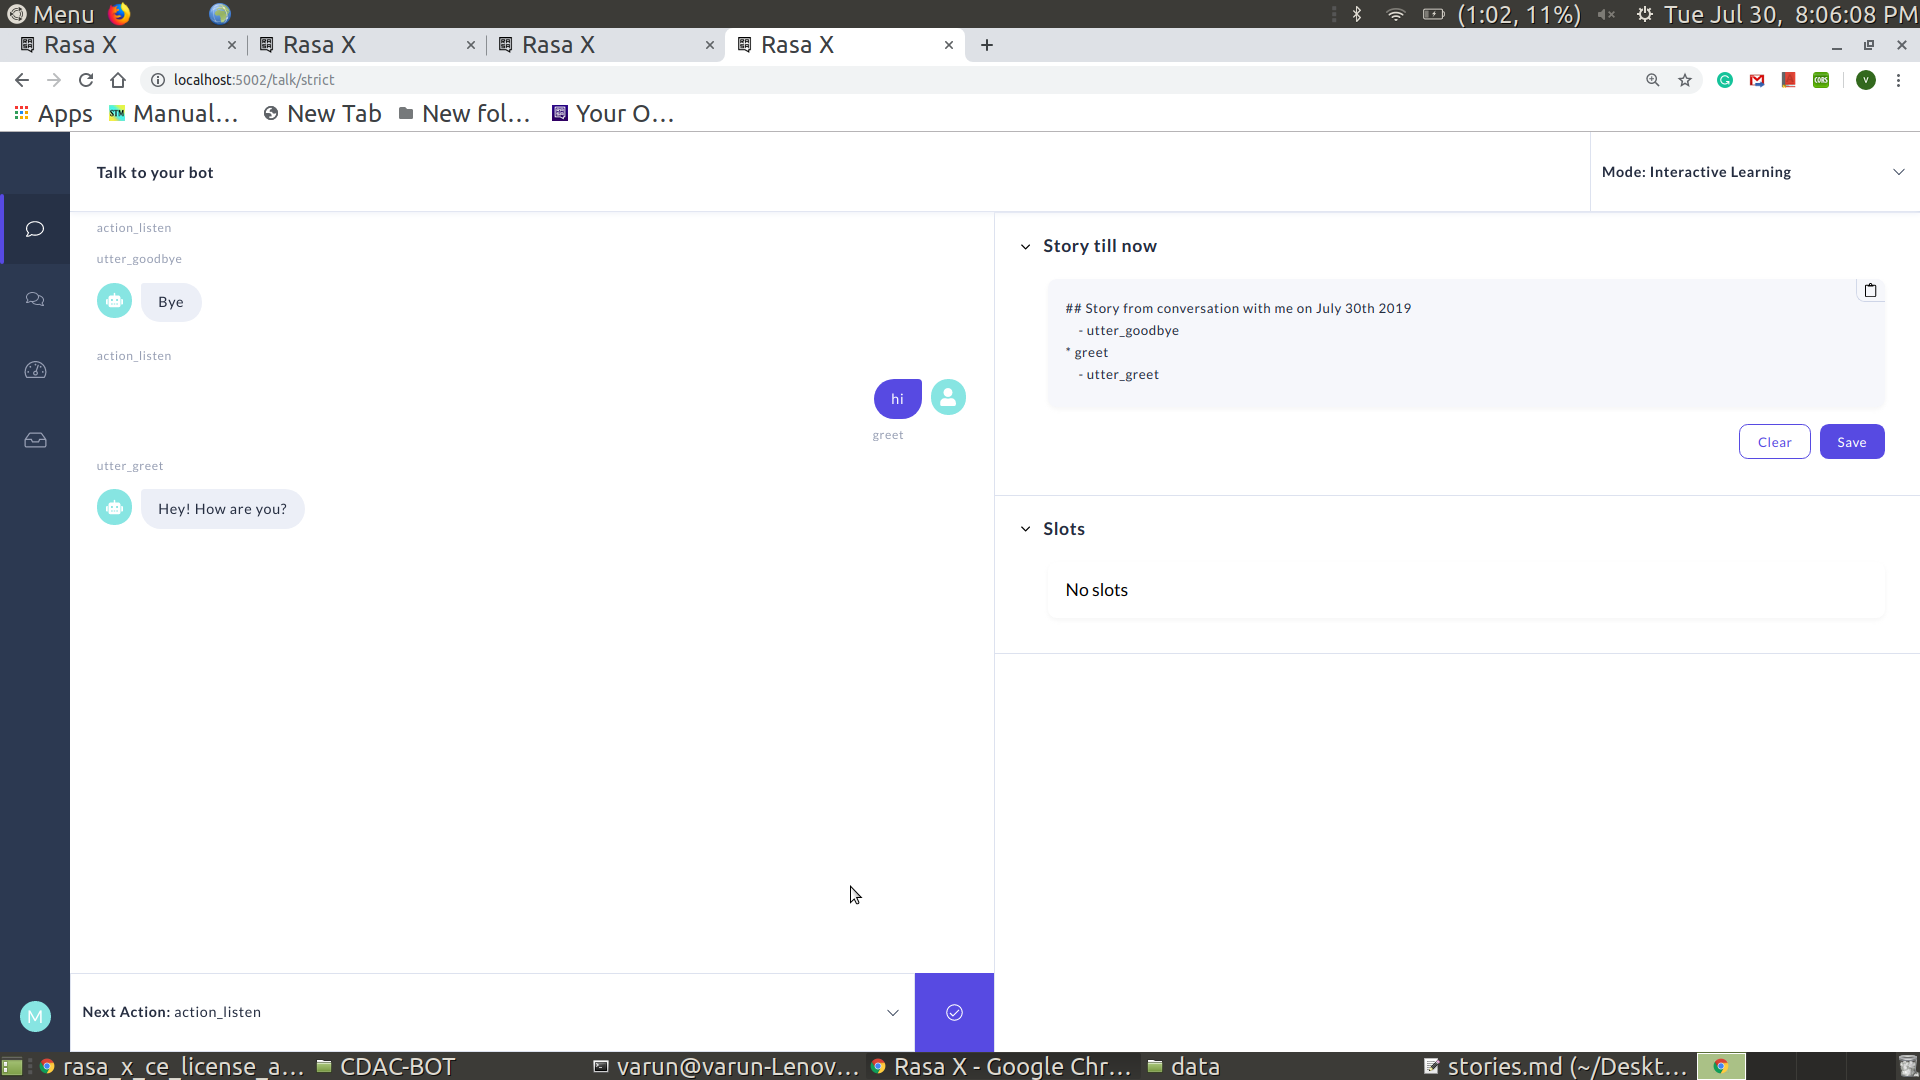 Menu
(1:02, 11%)
Tue Jul 30, 8:06:08 PM
Rasa X
Rasa X
Rasa X
Rasa X
localhost:5002/talk/strict
CORS
V
Apps
STM
Manual...
New Tab
New fol...
Your O...
Talk to your bot
Mode: Interactive Learning
action_listen
utter_goodbye
Bye
action_listen
hi
greet
utter_greet
Hey! How are you?
Story till now
## Story from conversation with me on July 30th 2019
- utter_goodbye
* greet
- utter_greet
Clear
Save
Slots
No slots
M
Next Action: action_listen
rasa_x_ce_license_a...
CDAC-BOT
varun@varun-Lenov...
Rasa X - Google Chr...
data
stories.md (~/Deskt...